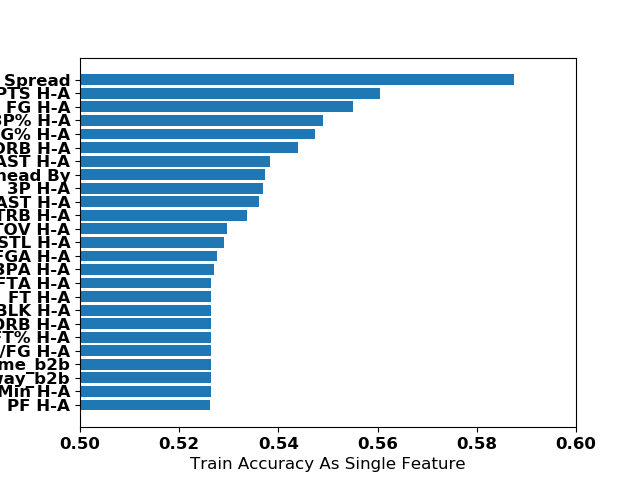 Spread
PTS H-A
FG H-A
3P% H-A
G% H-A
DRB H-A
AST H-A
head By
3P H-A
AST H-A
TRB H-A
TOV H-A
STL H-A
FGA H-A
3PA H-A
FTA H-A
FT H-A
BLK H-A
ORB H-A
FT% H-A
/FG H-A
me_b2b
way_b2b
Min H-A
PF H-A
0.50 0.52 0.54 0.56 0.58 0.60
Train Accuracy As Single Feature